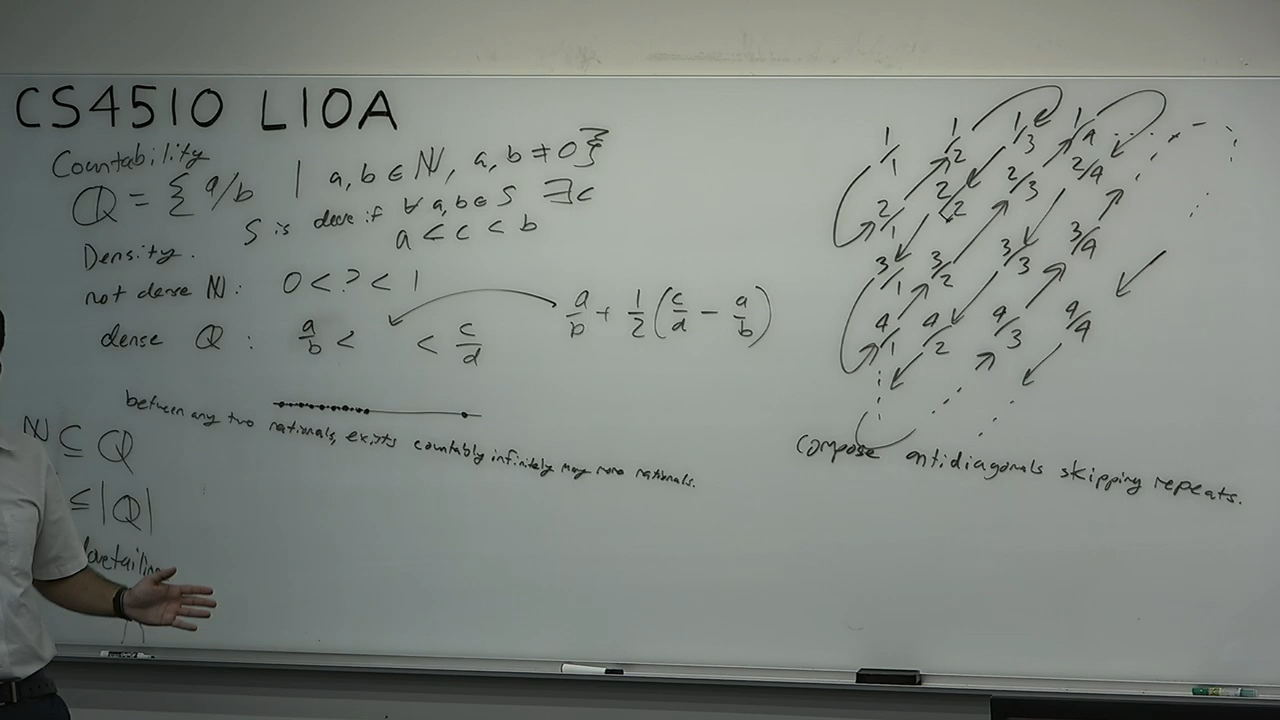 CS4510 L10A
Countability
Q = { a/b | a,b ∈ N, a,b ≠ 0 }
S is dense if ∀ a,b ∈ S ∃c
a < c < b
Density.
not dense N: 0 < ? < 1
dense Q : a/b < < c/d a/b + 1/2 (c/d - a/b)
between any two rationals, exists countably infinitely many more rationals.
N ⊆ Q
≤ |Q|
dovetailing
1/1 1/2 1/3 1/4 ...
2/1 2/2 2/3 2/4
3/1 3/2 3/3 3/4
4/1 4/2 4/3 4/4
compose antidiagonals skipping repeats.